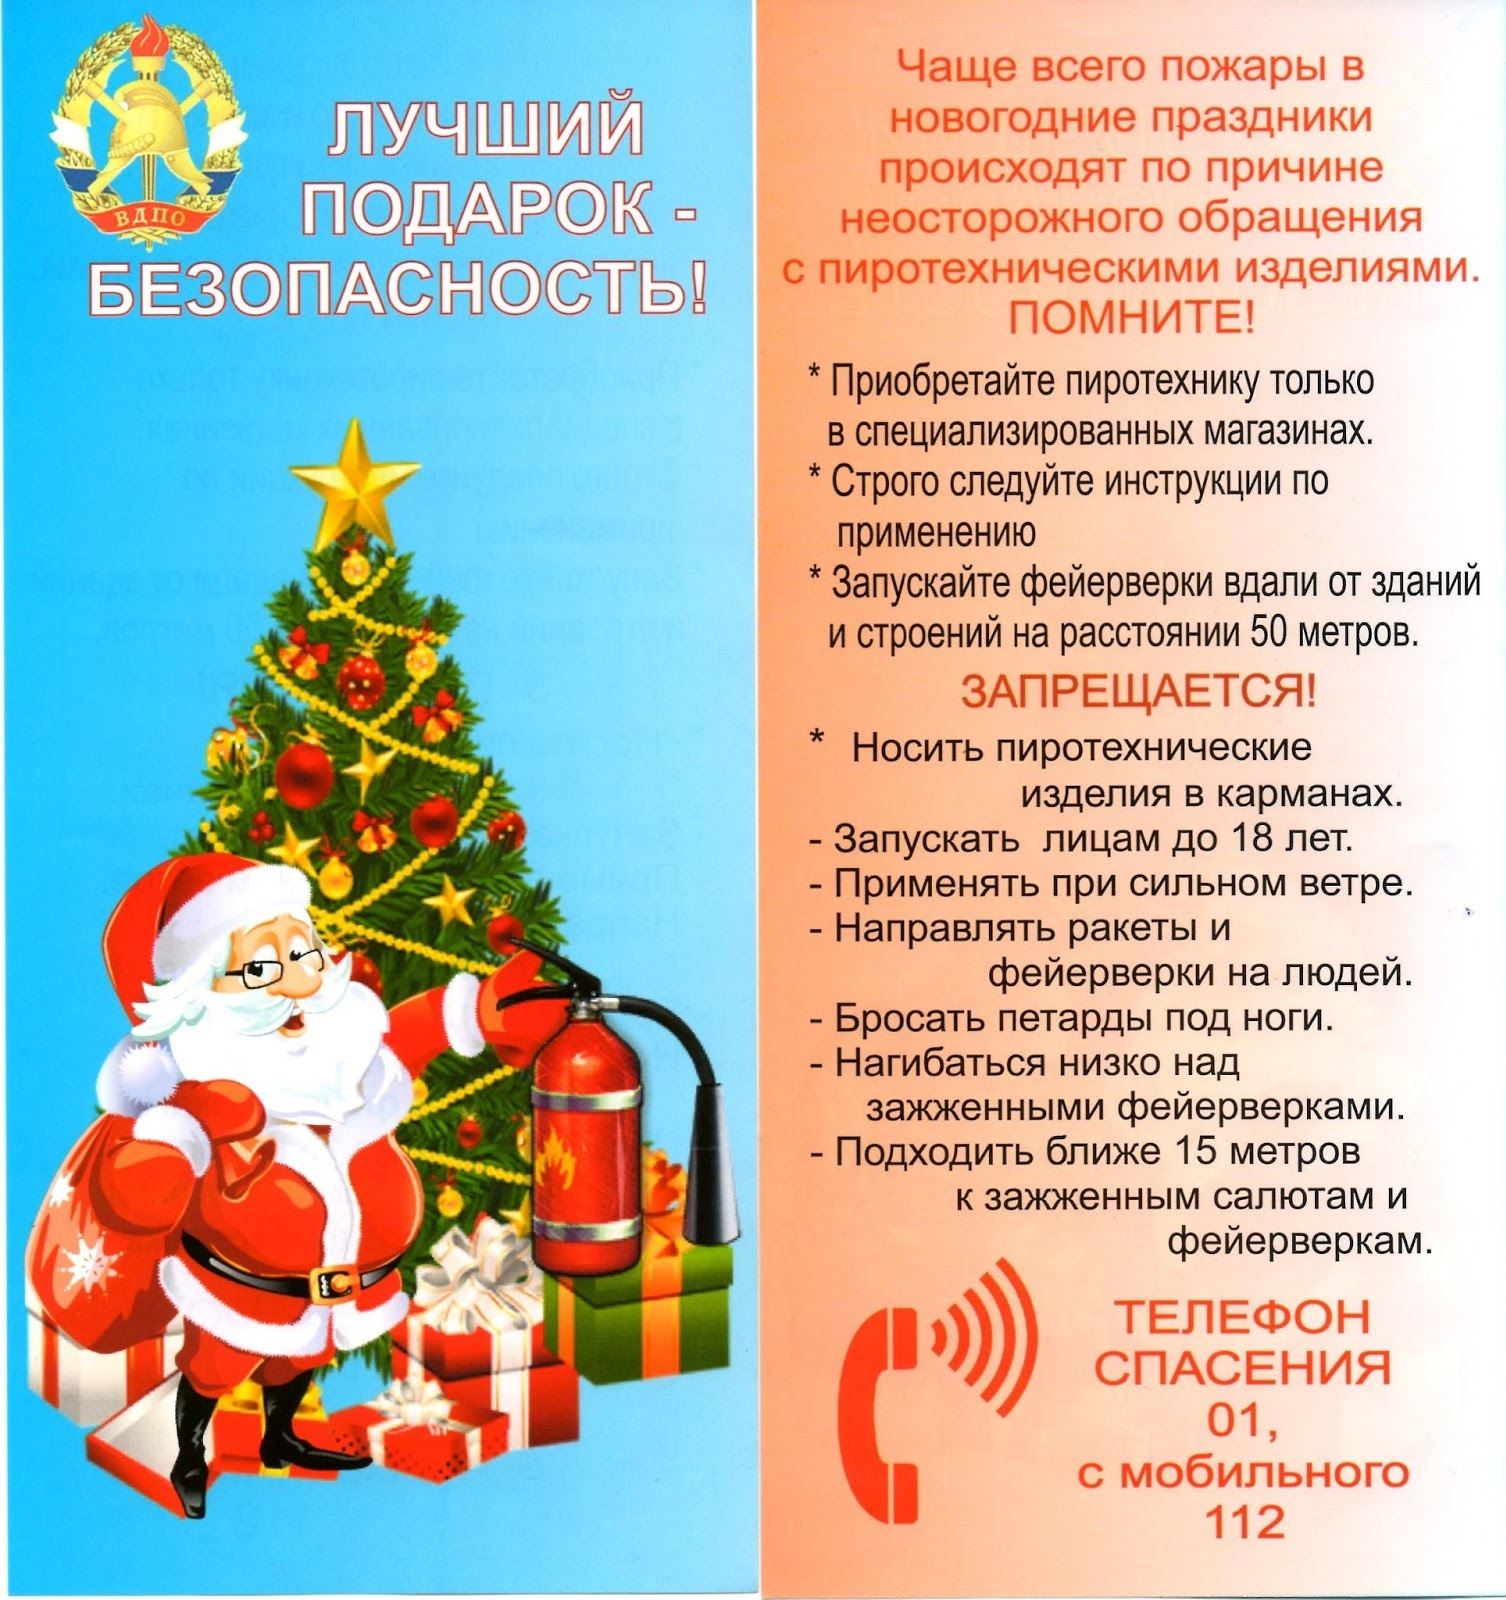 ВДПО
ЛУЧШИЙ
ПОДАРОК -
БЕЗОПАСНОСТЬ!
Чаще всего пожары в
новогодние праздники
происходят по причине
неосторожного обращения
с пиротехническими изделиями.
ПОМНИТЕ!
* Приобретайте пиротехнику только
в специализированных магазинах.
* Строго следуйте инструкции по
применению
* Запускайте фейерверки вдали от зданий
и строений на расстоянии 50 метров.
ЗАПРЕЩАЕТСЯ!
* Носить пиротехнические
изделия в карманах.
- Запускать лицам до 18 лет.
- Применять при сильном ветре.
- Направлять ракеты и
фейерверки на людей.
- Бросать петарды под ноги.
- Нагибаться низко над
зажженными фейерверками.
- Подходить ближе 15 метров
к зажженным салютам и
фейерверкам.
ТЕЛЕФОН
СПАСЕНИЯ
01,
с мобильного
112